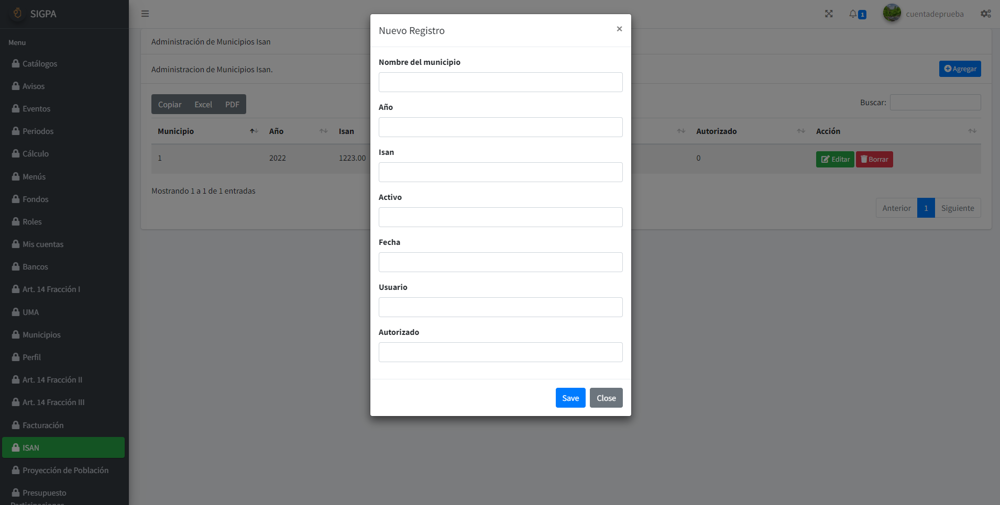 SIGPA
1
cuentadeprueba
Menu
Catálogos
Avisos
Eventos
Periodos
Cálculo
Menús
Fondos
Roles
Mis cuentas
Bancos
Art. 14 Fracción I
UMA
Municipios
Perfil
Art. 14 Fracción II
Art. 14 Fracción III
Facturación
ISAN
Proyección de Población
Presupuesto
Participaciones
Administración de Municipios Isan
Administracion de Municipios Isan.
Agregar
Copiar Excel PDF
Buscar:
Municipio Año Isan Autorizado Acción
1 2022 1223.00 0 Editar Borrar
Mostrando 1 a 1 de 1 entradas
Anterior 1 Siguiente
Nuevo Registro ×
Nombre del municipio
Año
Isan
Activo
Fecha
Usuario
Autorizado
Save Close